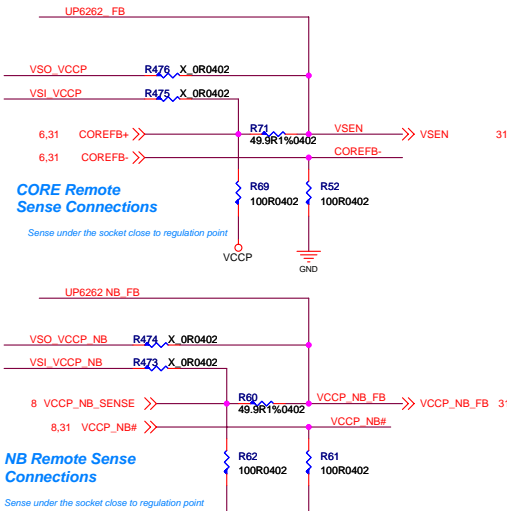 UP6262_ FB
VSO_VCCP R476 X_0R0402
VSI_VCCP R475 X_0R0402
6,31 COREFB+ R71 VSEN VSEN 31
49.9R1%0402
6,31 COREFB- COREFB-
CORE Remote
Sense Connections
R69 R52
100R0402 100R0402
Sense under the socket close to regulation point
VCCP
GND
UP6262 NB_FB
VSO_VCCP_NB R474 X_0R0402
VSI_VCCP_NB R473 X_0R0402
8 VCCP_NB_SENSE R60 VCCP_NB_FB VCCP_NB_FB 31
49.9R1%0402
8,31 VCCP_NB# VCCP_NB#
NB Remote Sense
Connections
R62 R61
100R0402 100R0402
Sense under the socket close to regulation point